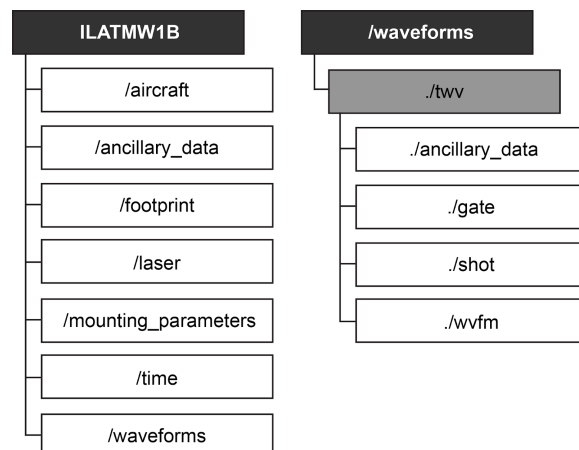 ILATMW1B
/aircraft
/ancillary_data
/footprint
/laser
/mounting_parameters
/time
/waveforms
/waveforms
./twv
./ancillary_data
./gate
./shot
./wvfm